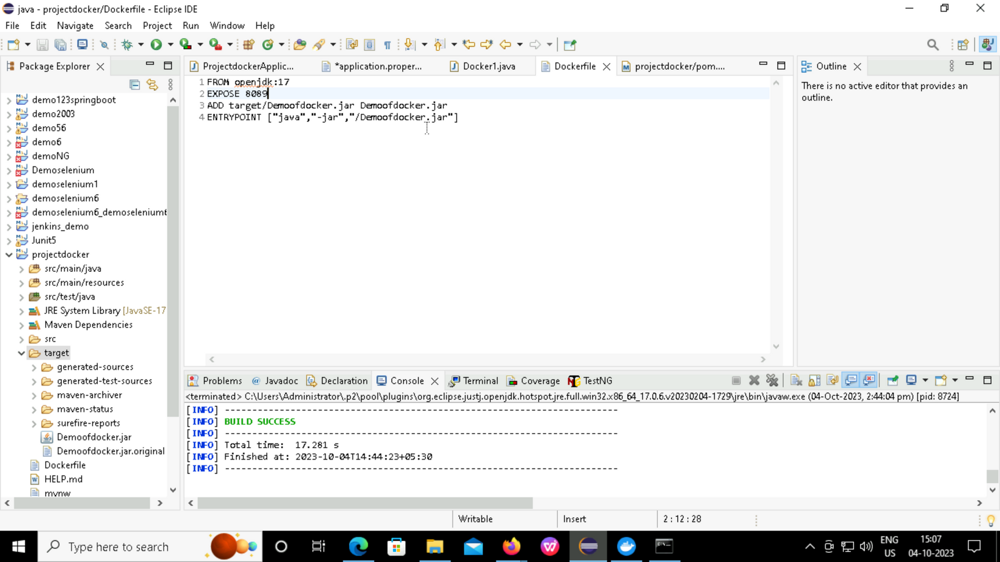 java - projectdocker/Dockerfile - Eclipse IDE
File Edit Navigate Search Project Run Window Help
Package Explorer
ProjectdockerApplic...
*application.proper...
Docker1.java
Dockerfile
projectdocker/pom....
Outline
There is no active editor that provides an
outline.
demo123springboot
demo2003
demo56
demo6
demoNG
Demoselenium
demoselenium1
demoselenium6
demoselenium6_demoselenium6
jenkins_demo
Junit5
projectdocker
src/main/java
src/main/resources
src/test/java
JRE System Library [JavaSE-17
Maven Dependencies
src
target
generated-sources
generated-test-sources
maven-archiver
maven-status
surefire-reports
Demoofdocker.jar
Demoofdocker.jar.original
Dockerfile
HELP.md
mvnw
1 FROM openjdk:17
2 EXPOSE 8089
3 ADD target/Demoofdocker.jar Demoofdocker.jar
4 ENTRYPOINT ["java","-jar","/Demoofdocker.jar"]
Problems @ Javadoc Declaration Console Terminal Coverage TestNG
<terminated> C:\Users\Administrator\.p2\pool\plugins\org.eclipse.justj.openjdk.hotspot.jre.full.win32.x86_64_17.0.6.v20230204-1729\jre\bin\javaw.exe (04-Oct-2023, 2:44:04 pm) [pid: 8724]
[INFO] ------------------------------------------------------------------------
[INFO] BUILD SUCCESS
[INFO] ------------------------------------------------------------------------
[INFO] Total time:  17.281 s
[INFO] Finished at: 2023-10-04T14:44:23+05:30
[INFO] ------------------------------------------------------------------------
Writable Insert 2 : 12 : 28
Type here to search
ENG
US
15:07
04-10-2023